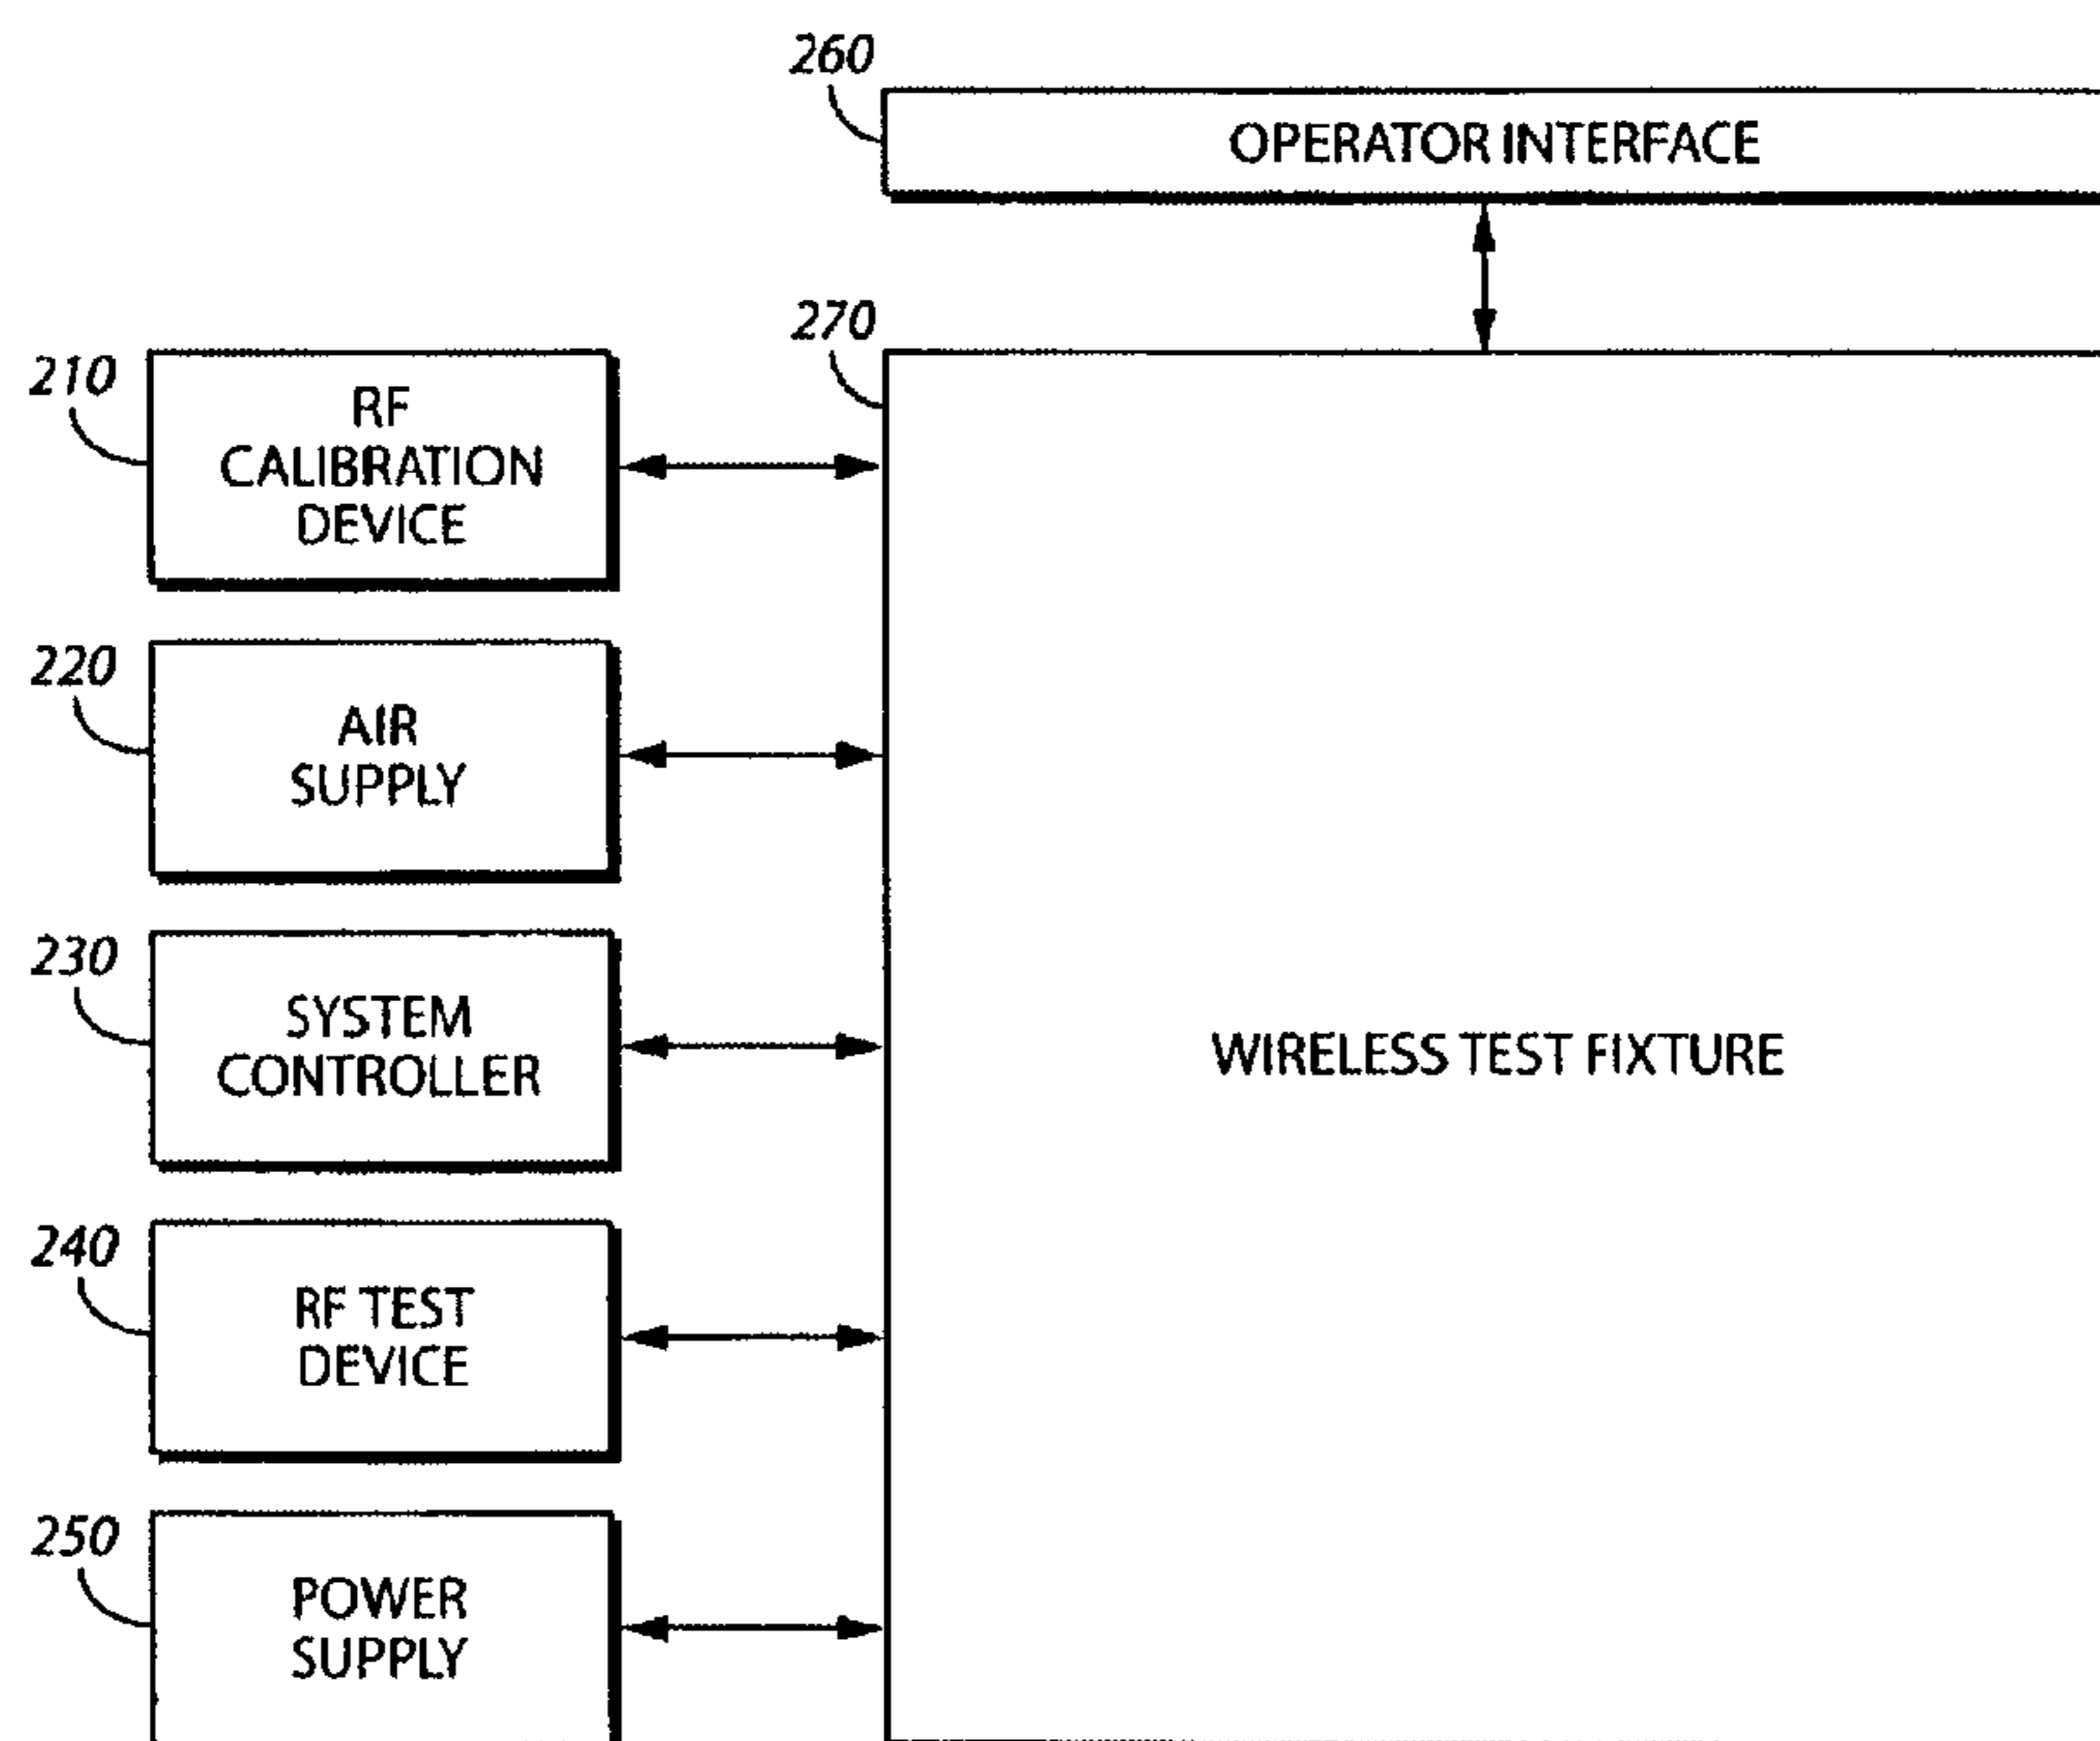 260
OPERATOR INTERFACE
270
210
RF
CALIBRATION
DEVICE
220
AIR
SUPPLY
230
SYSTEM
CONTROLLER
WIRELESS TEST FIXTURE
240
RF TEST
DEVICE
250
POWER
SUPPLY